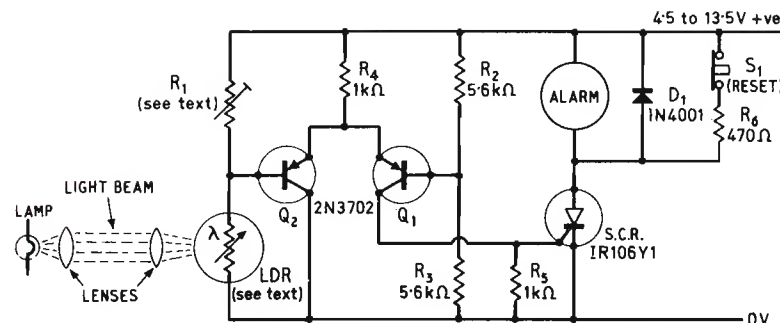 4·5 to 13·5V +ve
R1
(see text)
R4
1kΩ
R2
5·6kΩ
ALARM
D1
IN4001
S1
(RESET)
R6
470Ω
LIGHT BEAM
LAMP
LENSES
λ
LDR
(see text)
Q2
2N3702
Q1
R3
5·6kΩ
R5
1kΩ
S.C.R.
IR106Y1
0V